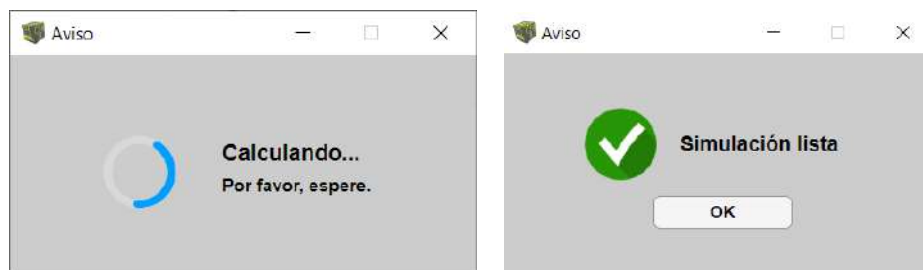 Aviso
Calculando...
Por favor, espere.
Aviso
Simulación lista
OK